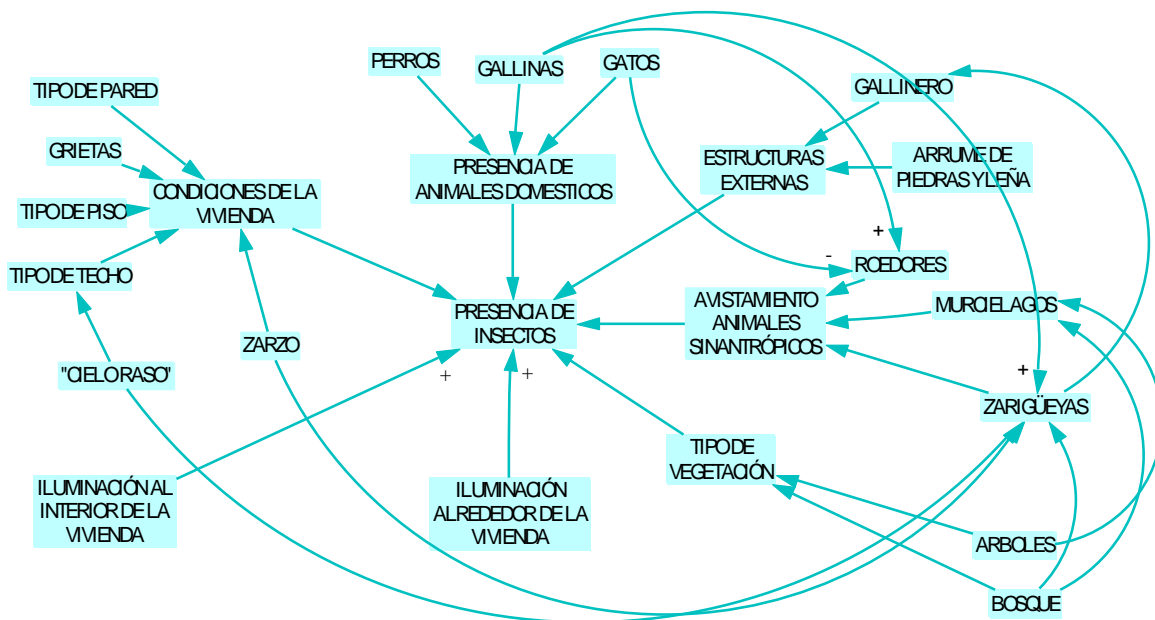 PERROS
GALLINAS
GATOS
TIPO DE PARED
GALLINERO
GRIETAS
ESTRUCTURAS
EXTERNAS
ARRUME DE
PIEDRAS Y LEÑA
PRESENCIA DE
ANIMALES DOMESTICOS
CONDICIONES DE LA
VIVIENDA
TIPO DE PISO
+
-
ROEDORES
TIPO DE TECHO
AVISTAMIENTO
ANIMALES
SINANTRÓPICOS
MURCIELAGOS
PRESENCIA DE
INSECTOS
ZARZO
"CIELO RASO"
+
+
+
ZARIGÜEYAS
TIPO DE
VEGETACIÓN
ILUMINACIÓN AL
INTERIOR DE LA
VIVIENDA
ILUMINACIÓN
ALREDEDOR DE LA
VIVIENDA
ARBOLES
BOSQUE